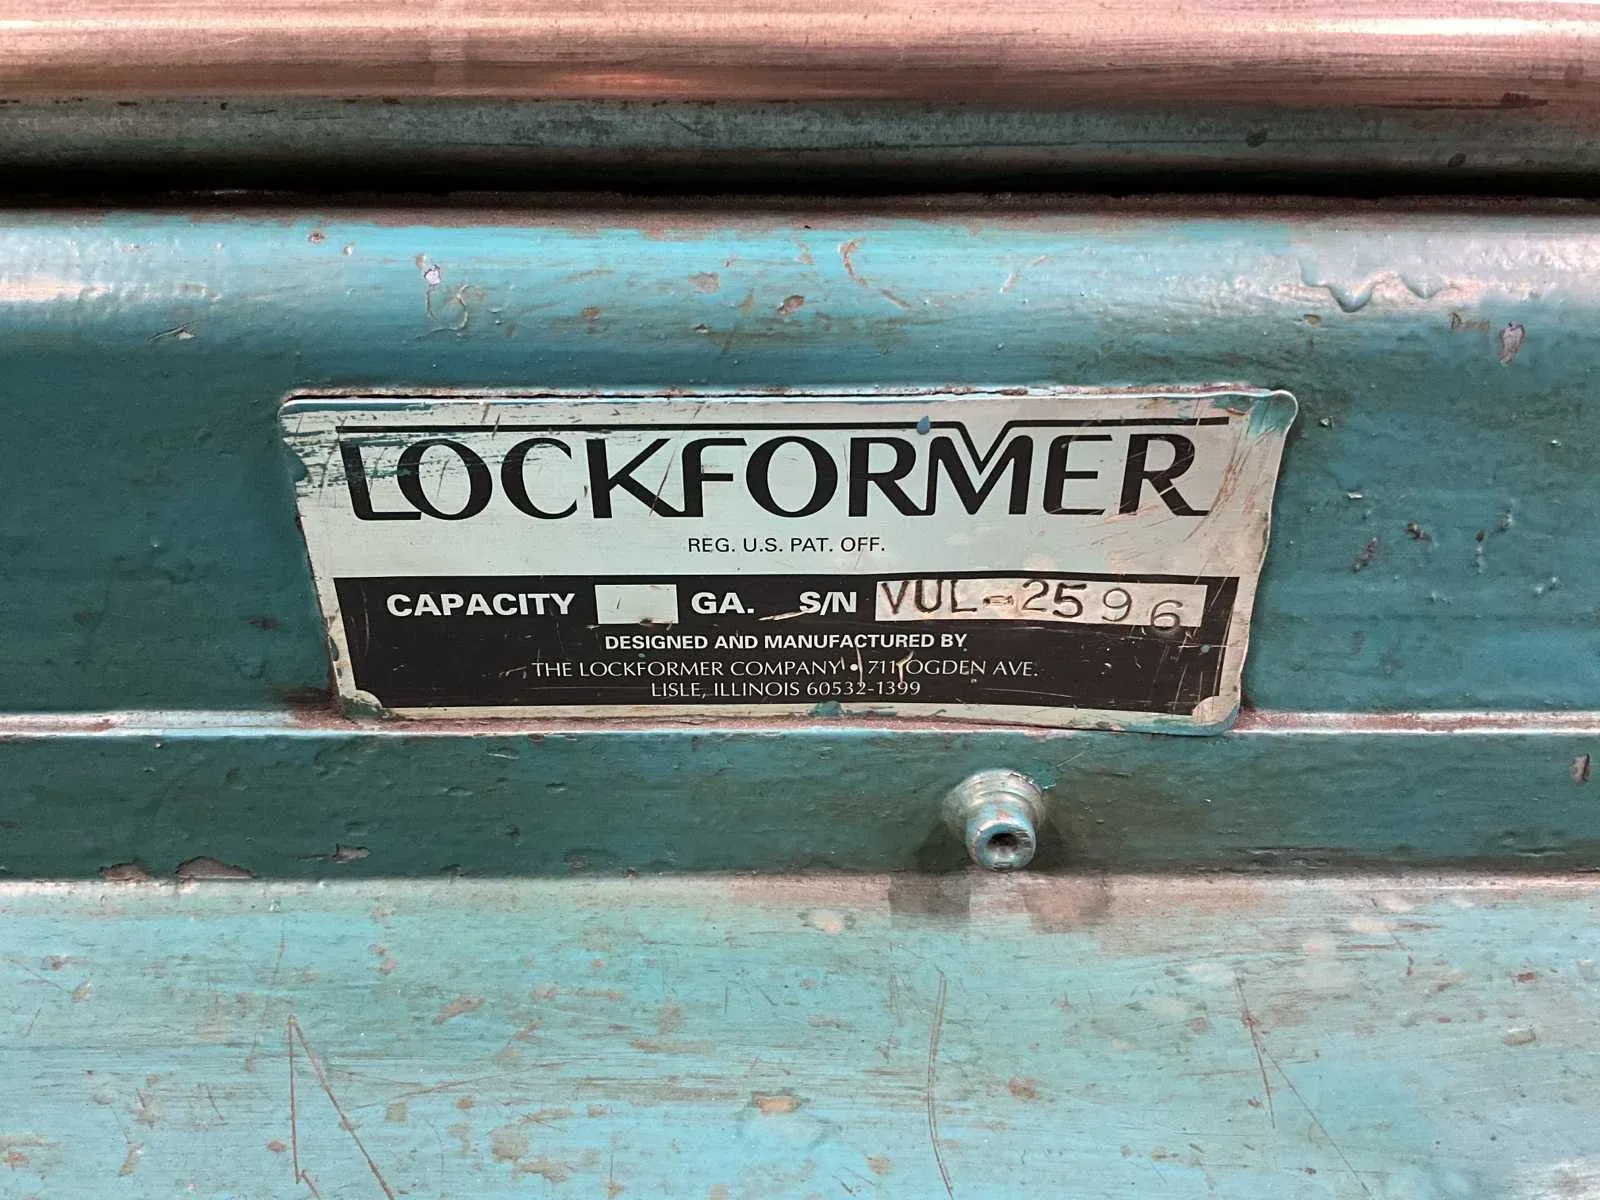 LOCKFORMER
REG. U.S. PAT. OFF.
CAPACITY GA. S/N VUL-2596
DESIGNED AND MANUFACTURED BY
THE LOCKFORMER COMPANY • 711 OGDEN AVE.
LISLE, ILLINOIS 60532-1399